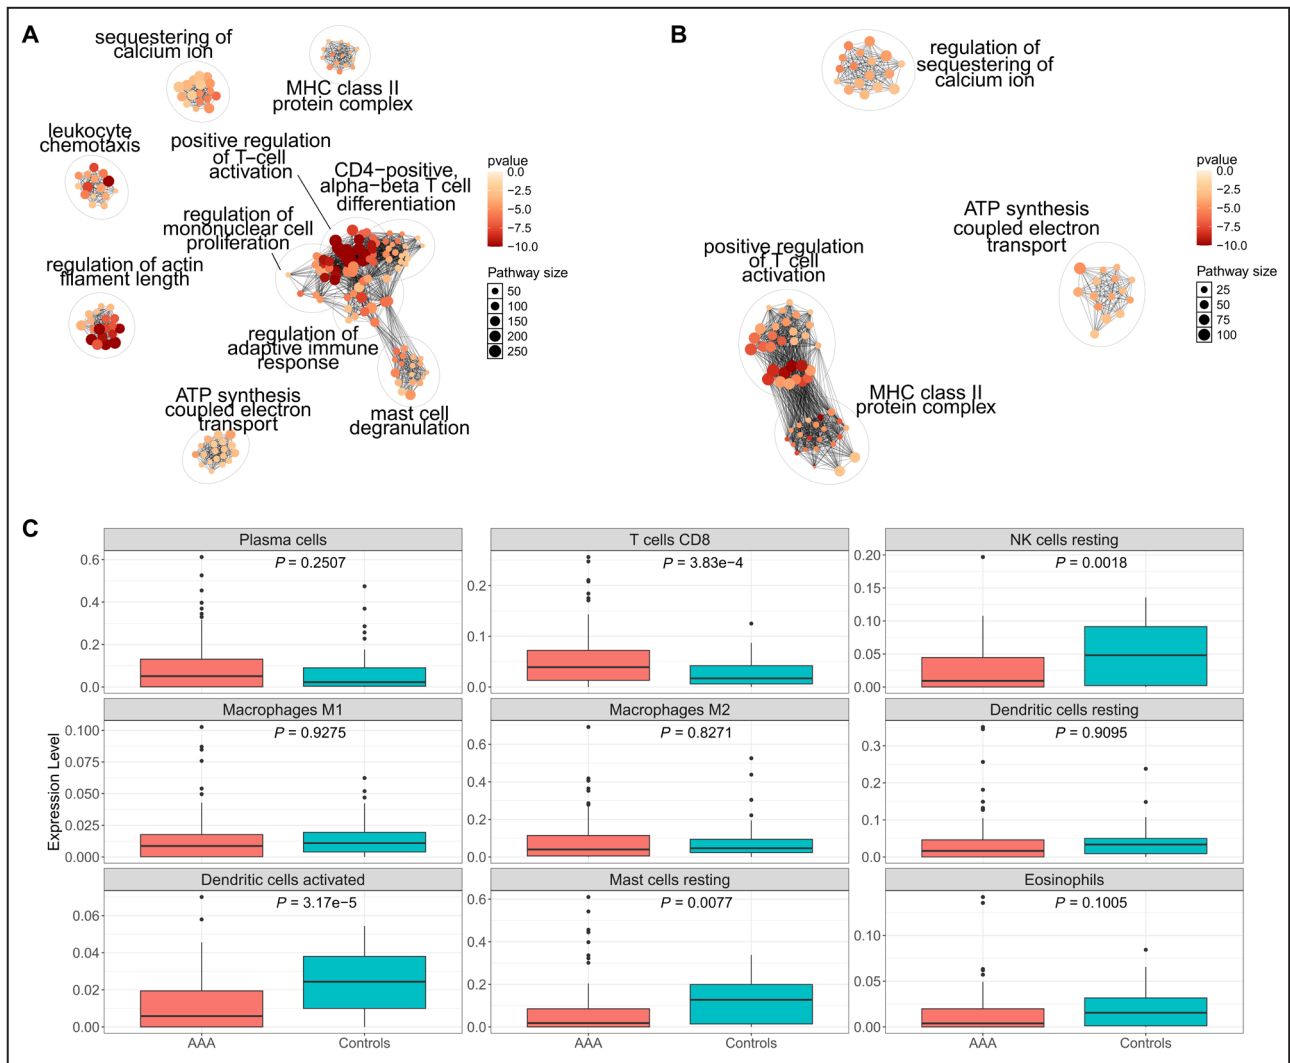 A
sequestering of
calcium ion
MHC class II
protein complex
leukocyte
chemotaxis
positive regulation
of T−cell
activation
CD4−positive,
alpha−beta T cell
differentiation
regulation of
mononuclear cell
proliferation
regulation of actin
filament length
regulation of
adaptive immune
response
ATP synthesis
coupled electron
transport
mast cell
degranulation
pvalue
0.0
−2.5
−5.0
−7.5
−10.0
Pathway size
50
100
150
200
250
B
regulation of
sequestering of
calcium ion
ATP synthesis
coupled electron
transport
positive regulation
of T cell
activation
MHC class II
protein complex
pvalue
0.0
−2.5
−5.0
−7.5
−10.0
Pathway size
25
50
75
100
C
Expression Level
Plasma cells
P = 0.2507
0.6
0.4
0.2
0.0
T cells CD8
P = 3.83e−4
0.2
0.1
0.0
NK cells resting
P = 0.0018
0.20
0.15
0.10
0.05
0.00
Macrophages M1
P = 0.9275
0.100
0.075
0.050
0.025
0.000
Macrophages M2
P = 0.8271
0.6
0.4
0.2
0.0
Dendritic cells resting
P = 0.9095
0.3
0.2
0.1
0.0
Dendritic cells activated
P = 3.17e−5
0.06
0.04
0.02
0.00
Mast cells resting
P = 0.0077
0.6
0.4
0.2
0.0
Eosinophils
P = 0.1005
0.10
0.05
0.00
AAA Controls
AAA Controls
AAA Controls